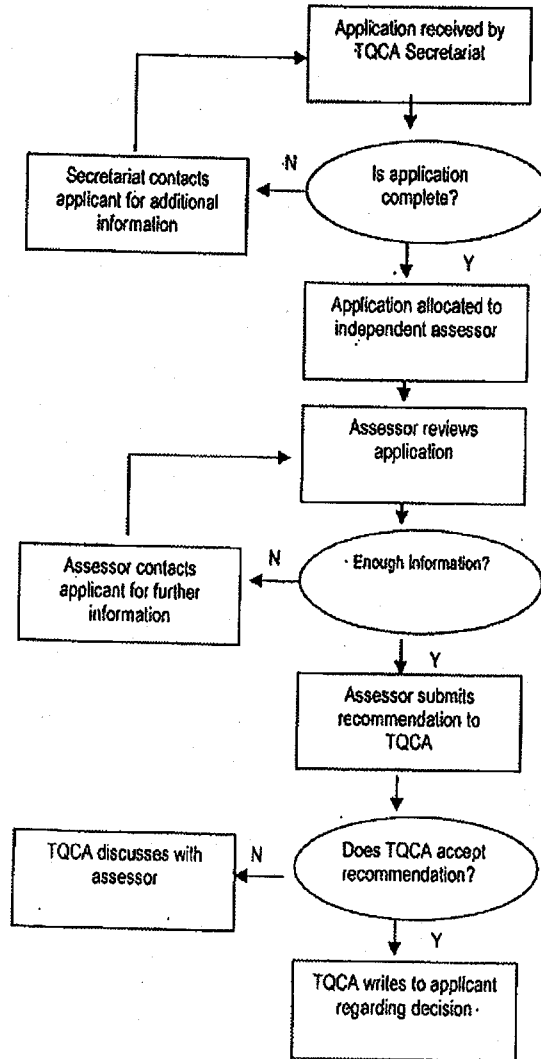 Application received by
TQCA Secretariat
N
Secretariat contacts
applicant for additional
information
Is application
complete?
Y
Application allocated to
independent assessor
Assessor reviews
application
N
Assessor contacts
applicant for further
information
Enough information?
Y
Assessor submits
recommendation to
TQCA
TQCA discusses with
assessor
N
Does TQCA accept
recommendation?
Y
TQCA writes to applicant
regarding decision